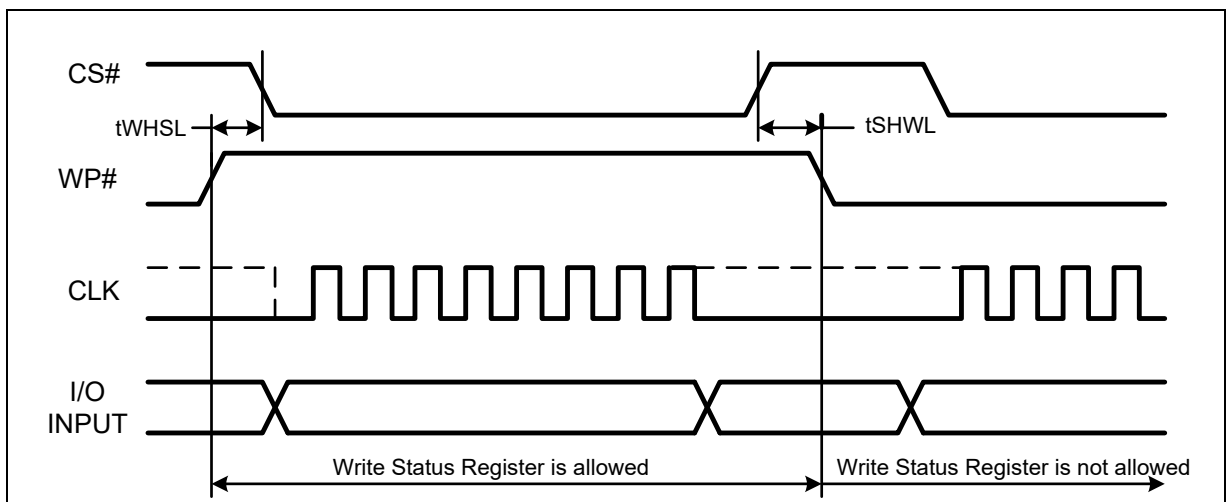 CS#
tWHSL
tSHWL
WP#
CLK
I/O
INPUT
Write Status Register is allowed
Write Status Register is not allowed